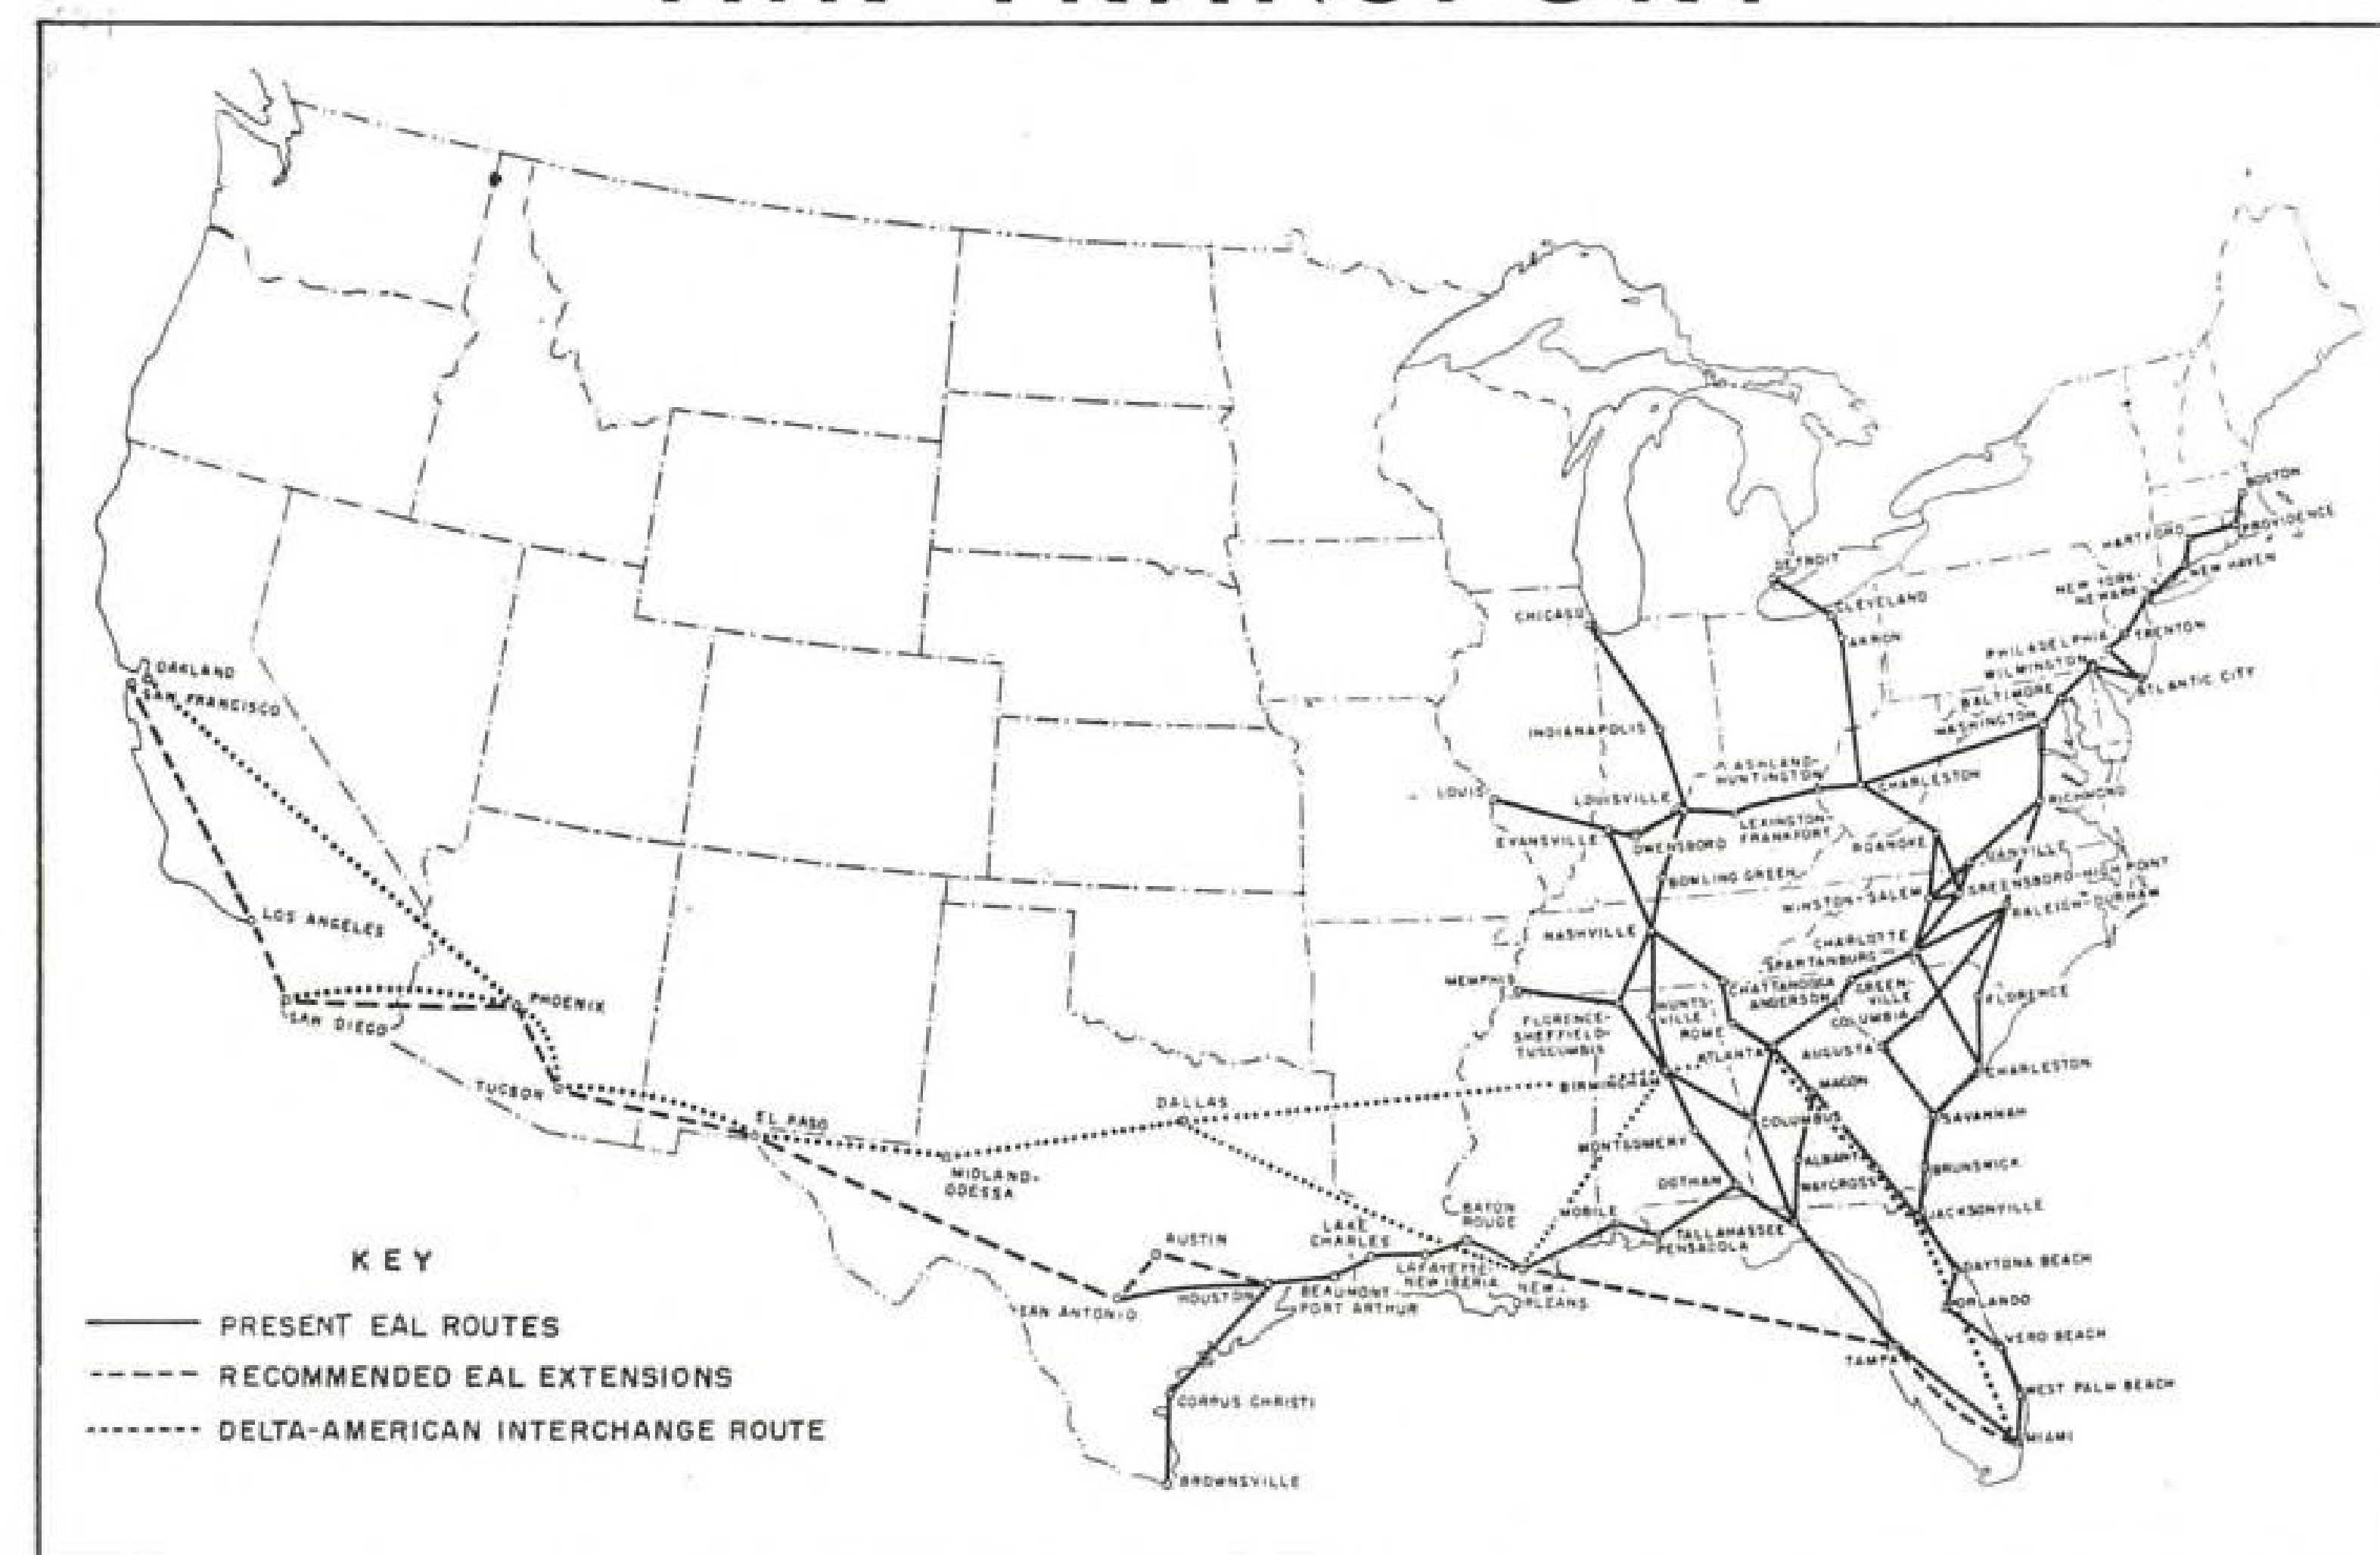 BOSTON
PROVIDENCE
HARTFORD
NEW HAVEN
NEW YORK-
NEWARK
DETROIT
CLEVELAND
CHICAGO
AKRON
PHILADELPHIA
TRENTON
WILMINGTON
ATLANTIC CITY
BALTIMORE
WASHINGTON
OAKLAND
SAN FRANCISCO
INDIANAPOLIS
ASHLAND-
HUNTINGTON
CHARLESTON
LOUIS
LOUISVILLE
RICHMOND
LEXINGTON-
FRANKFORT
EVANSVILLE
OWENSBORO
ROANOKE
DANVILLE
BOWLING GREEN
GREENSBORO-HIGH POINT
WINSTON-SALEM
RALEIGH-DURHAM
LOS ANGELES
NASHVILLE
CHARLOTTE
SPARTANBURG
MEMPHIS
CHATTANOOGA
ANDERSON
GREEN-
VILLE
FLORENCE
PHOENIX
SAN DIEGO
HUNTS-
VILLE
ROME
COLUMBIA
FLORENCE-
SHEFFIELD-
TUSCUMBIA
ATLANTA
AUGUSTA
CHARLESTON
TUCSON
BIRMINGHAM
MACON
DALLAS
EL PASO
COLUMBUS
SAVANNAH
MONTGOMERY
ALBANY
BRUNSWICK
MIDLAND-
ODESSA
DOTHAN
WAYCROSS
JACKSONVILLE
BATON
ROUGE
MOBILE
TALLAHASSEE
PENSACOLA
LAKE
CHARLES
AUSTIN
LAFAYETTE-
NEW IBERIA
DAYTONA BEACH
NEW
ORLEANS
ORLANDO
HOUSTON
BEAUMONT-
PORT ARTHUR
SAN ANTONIO
VERO BEACH
TAMPA
WEST PALM BEACH
CORPUS CHRISTI
MIAMI
BROWNSVILLE
KEY
PRESENT EAL ROUTES
RECOMMENDED EAL EXTENSIONS
DELTA-AMERICAN INTERCHANGE ROUTE